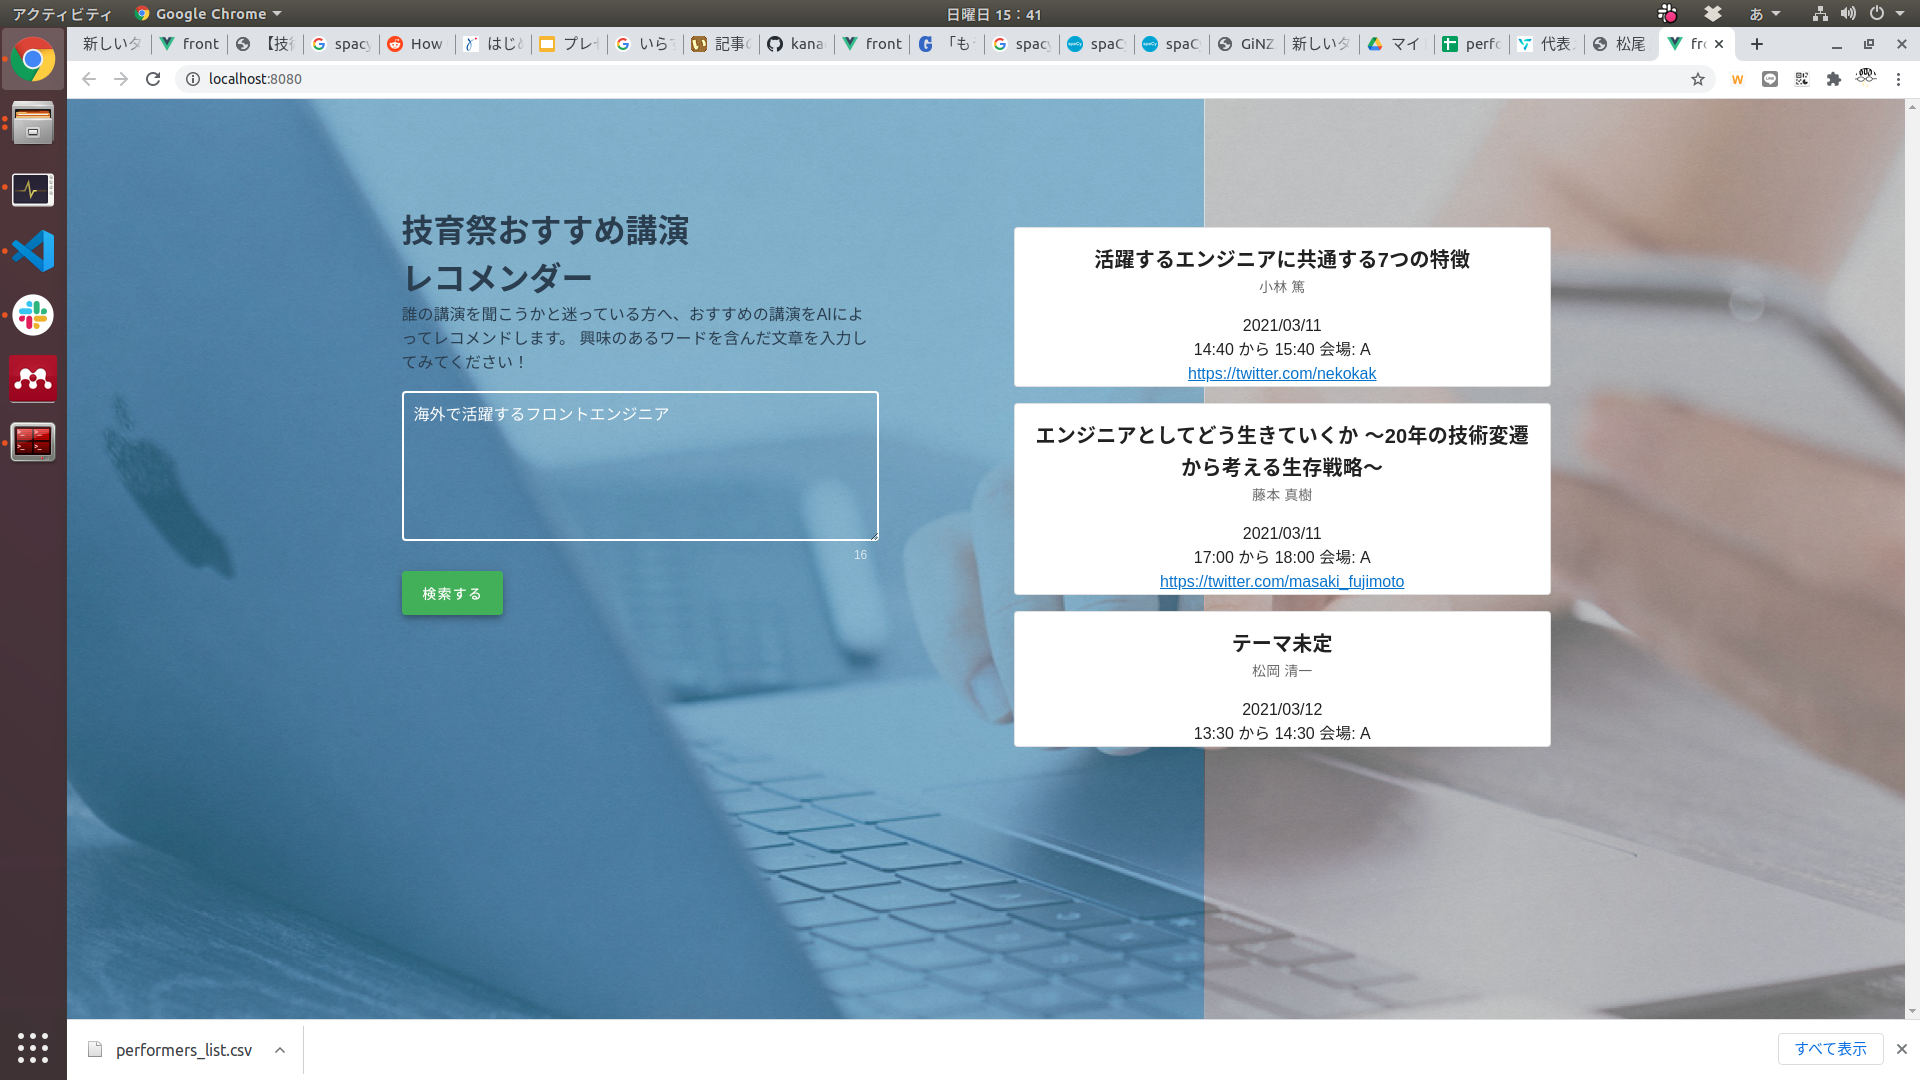 アクティビティ
Google Chrome
日曜日 15：41
あ
新しいタ
front
【技術
spacy
How
はじめ
プレゼ
いらす
記事の
kana
front
「もう
spacy
spaC
spaC
GiNZ
新しいタ
マイ
perfo
代表
松尾
fro
localhost:8080
技育祭おすすめ講演
レコメンダー
誰の講演を聞こうかと迷っている方へ、おすすめの講演をAIによ
ってレコメンドします。 興味のあるワードを含んだ文章を入力し
てみてください！
海外で活躍するフロントエンジニア
16
検索する
活躍するエンジニアに共通する7つの特徴
小林 篤
2021/03/11
14:40 から 15:40 会場: A
https://twitter.com/nekokak
エンジニアとしてどう生きていくか 〜20年の技術変遷
から考える生存戦略〜
藤本 真樹
2021/03/11
17:00 から 18:00 会場: A
https://twitter.com/masaki_fujimoto
テーマ未定
松岡 清一
2021/03/12
13:30 から 14:30 会場: A
performers_list.csv
すべて表示